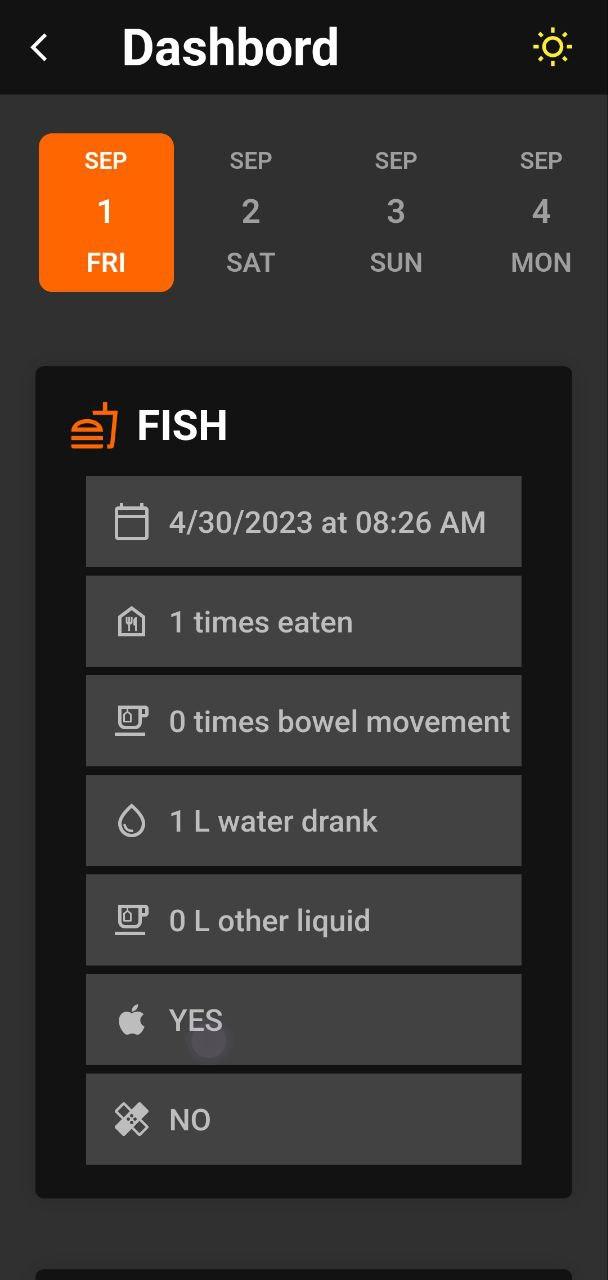 Dashbord
SEP SEP SEP SEP
1 2 3 4
FRI SAT SUN MON
FISH
4/30/2023 at 08:26 AM
1 times eaten
0 times bowel movement
1 L water drank
0 L other liquid
YES
NO